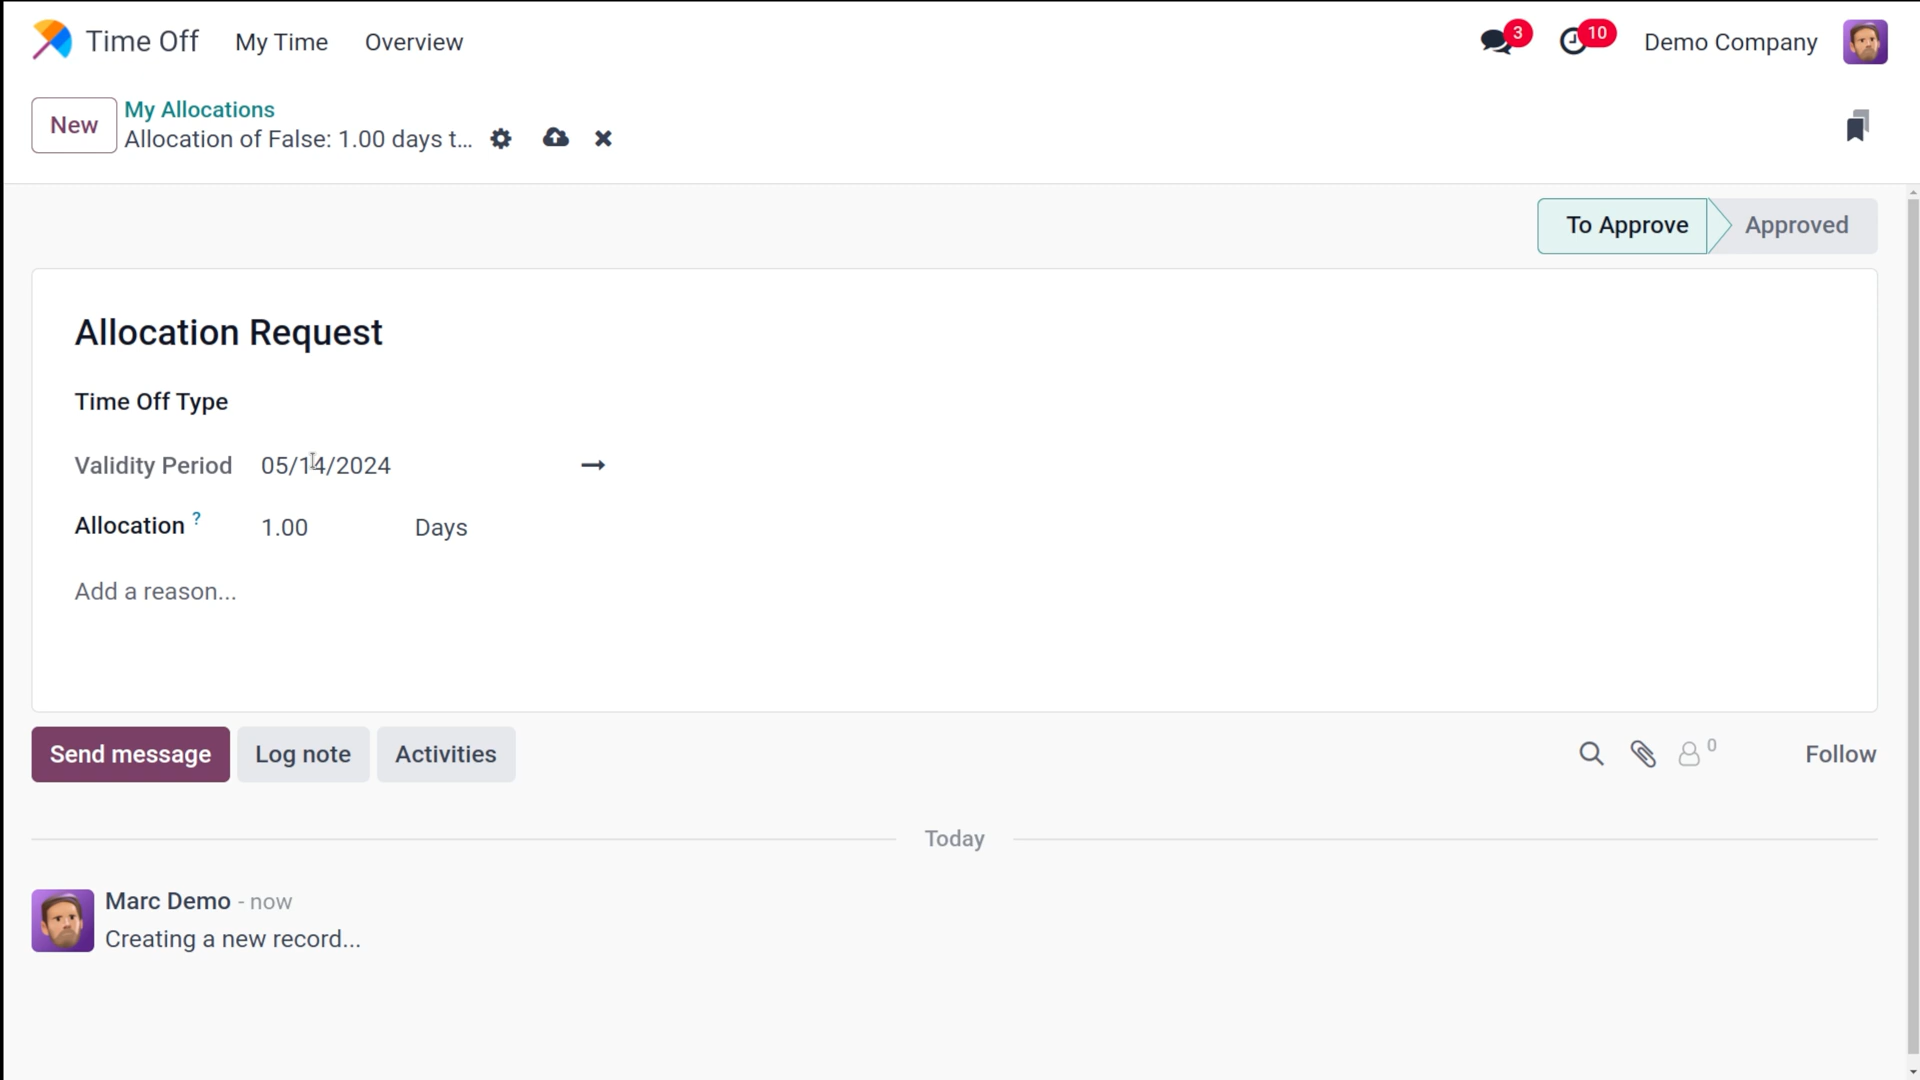 Time Off My Time Overview 3 10 Demo Company
New My Allocations
Allocation of False: 1.00 days t...
To Approve Approved
Allocation Request
Time Off Type
Validity Period 05/14/2024 →
Allocation ? 1.00 Days
Add a reason...
Send message Log note Activities 0 Follow
Today
Marc Demo - now
Creating a new record...